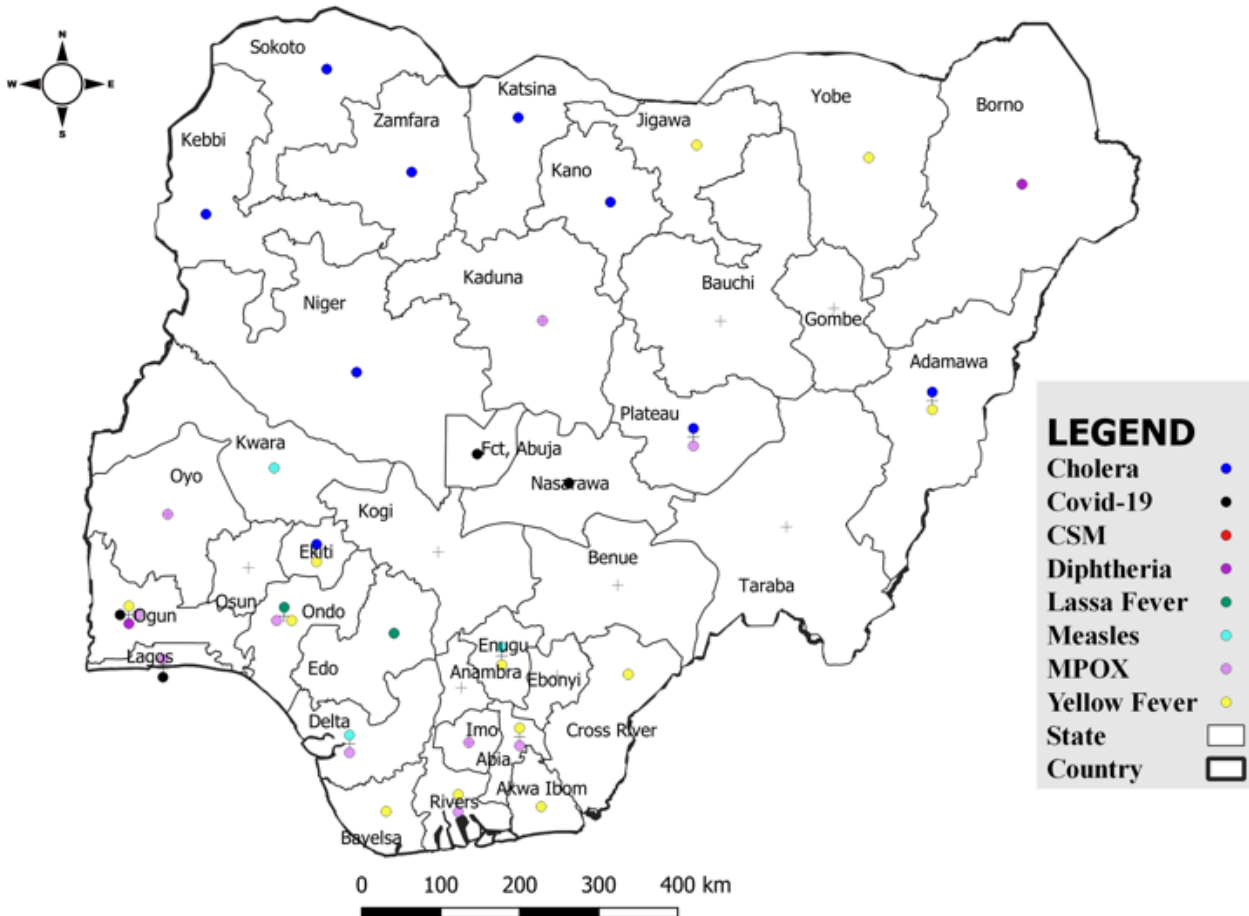 N
W E
S
Sokoto
Katsina
Yobe
Borno
Zamfara
Jigawa
Kebbi
Kano
Kaduna
Bauchi
Niger
Gombe
Adamawa
Plateau
Kwara
Fct, Abuja
Oyo
Nasarawa
Kogi
Ekiti
Benue
Taraba
Osun
Ondo
Ogun
Lagos
Enugu
Edo
Anambra
Ebonyi
Delta
Imo
Cross River
Abia
Akwa Ibom
Rivers
Bayelsa
LEGEND
Cholera
Covid-19
CSM
Diphtheria
Lassa Fever
Measles
MPOX
Yellow Fever
State
Country
0 100 200 300 400 km